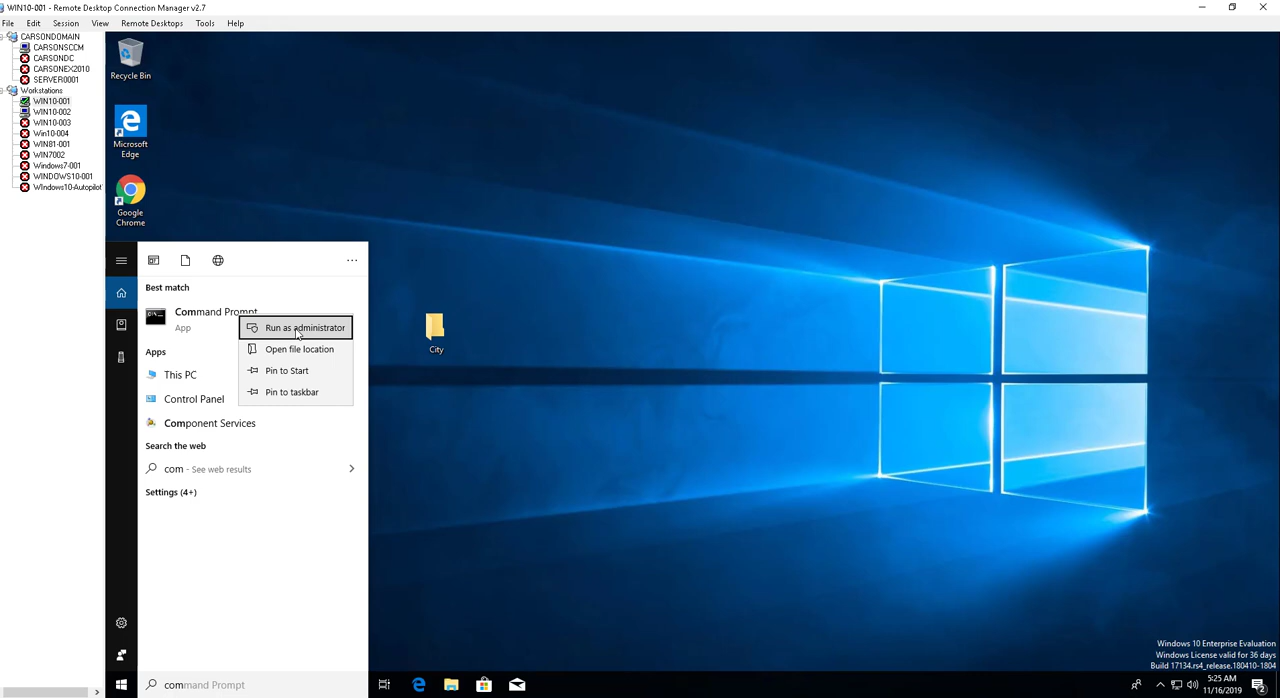 WIN10-001 - Remote Desktop Connection Manager v2.7
File Edit Session View Remote Desktops Tools Help
CARSONDOMAIN
CARSONSCCM
CARSONDC
CARSONEX2010
SERVER0001
Workstations
WIN10-001
WIN10-002
WIN10-003
Win10-004
WIN81-001
WIN7002
Windows7-001
WINDOWS10-001
WIndows10-Autopilot
Recycle Bin
Microsoft
Edge
Google
Chrome
Best match
Command Prompt
App
Run as administrator
Open file location
Pin to Start
Pin to taskbar
Apps
This PC
Control Panel
Component Services
Search the web
com - See web results
Settings (4+)
City
command Prompt
Windows 10 Enterprise Evaluation
Windows License valid for 36 days
Build 17134.rs4_release.180410-1804
5:25 AM
11/16/2019
2